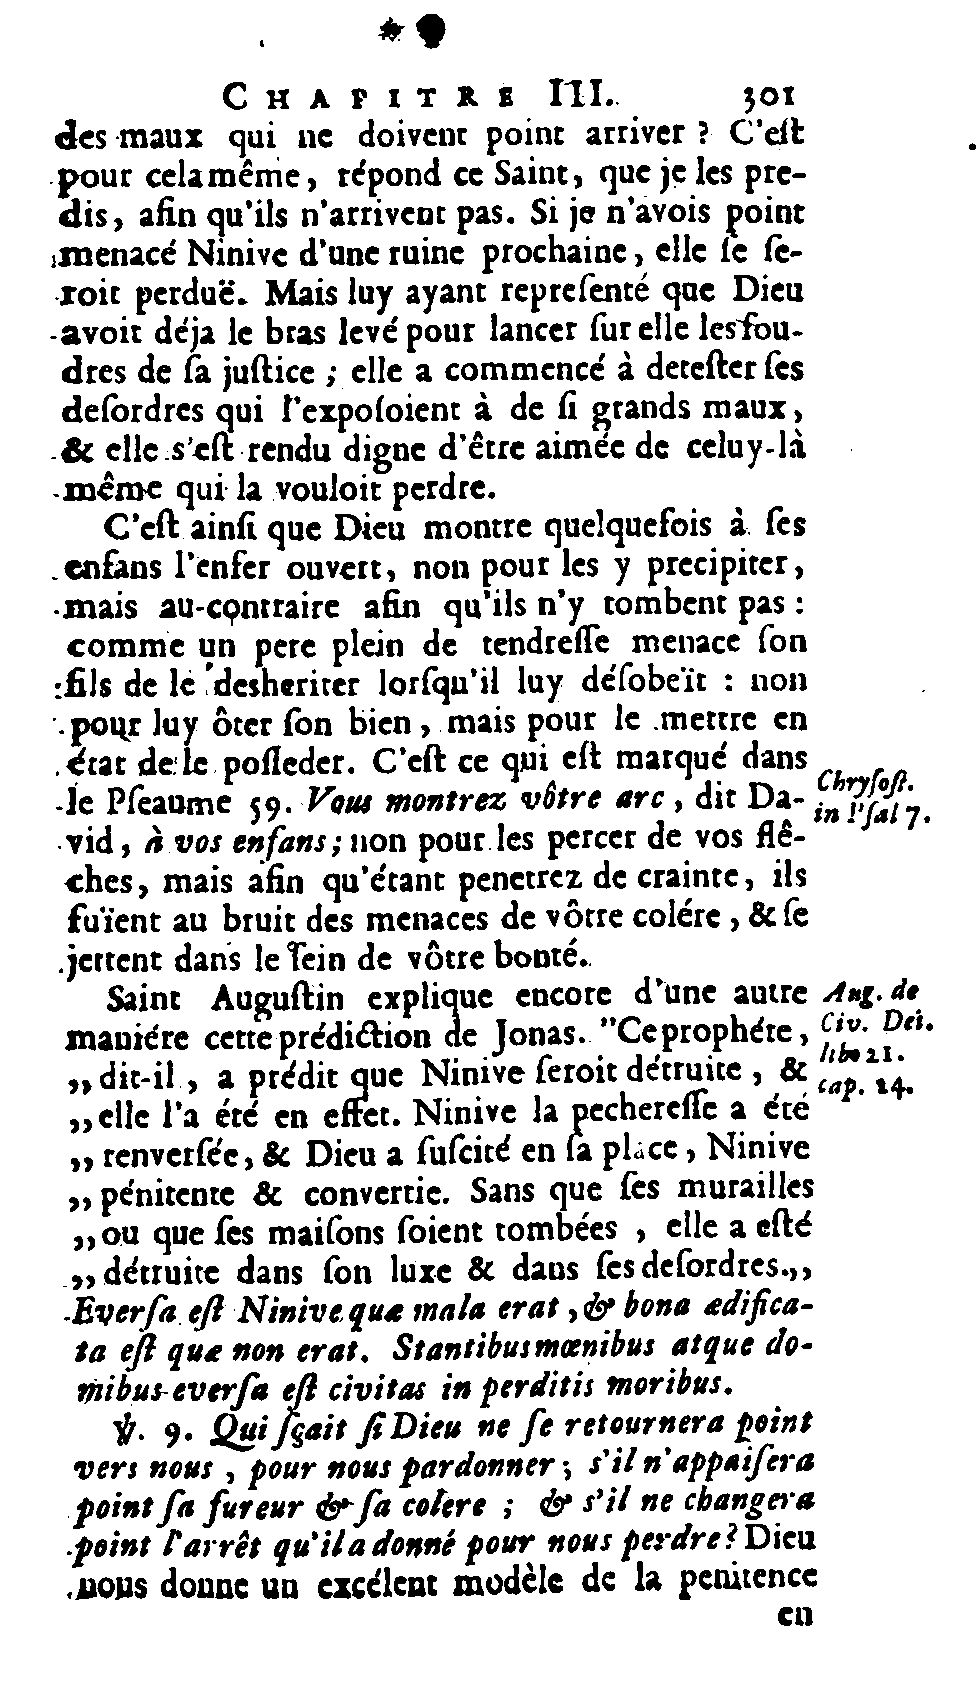 CHAPITRE III. 301
des maux qui ne doivent point arriver ? C'eſt
pour cela même, répond ce Saint, que je les pre-
dis, afin qu'ils n'arrivent pas. Si je n'avois point
menacé Ninive d'une ruine prochaine, elle ſe ſe-
roit perduë. Mais luy ayant repreſenté que Dieu
avoit déja le bras levé pour lancer ſur elle les fou-
dres de ſa juſtice ; elle a commencé à deteſter ſes
deſordres qui l'expoſoient à de ſi grands maux,
& elle s'eſt rendu digne d'être aimée de celuy-là
même qui la vouloit perdre.
C'eſt ainſi que Dieu montre quelquefois à ſes
enfans l'enfer ouvert, non pour les y precipiter,
mais au-contraire afin qu'ils n'y tombent pas :
comme un pere plein de tendreſſe menace ſon
fils de le desheriter lorſqu'il luy déſobeït : non
pour luy ôter ſon bien, mais pour le mettre en
état de le poſſeder. C'eſt ce qui eſt marqué dans
le Pſeaume 59. Vous montrez vôtre arc, dit Da-
Chryſoſt.
in Pſal 7.
vid, à vos enfans; non pour les percer de vos flê-
ches, mais afin qu'étant penetrez de crainte, ils
fuïent au bruit des menaces de vôtre colére, & ſe
jettent dans le ſein de vôtre bonté.
Saint Auguſtin explique encore d'une autre
Aug. de
Civ. Dei.
lib. 21.
cap. 24.
maniére cette prédiction de Jonas. "Ce prophéte,
„ dit-il, a prédit que Ninive ſeroit détruite, &
„ elle l'a été en effet. Ninive la pechereſſe a été
„ renverſée, & Dieu a ſuſcité en ſa place, Ninive
„ pénitente & convertie. Sans que ſes murailles
„ ou que ſes maiſons ſoient tombées, elle a eſté
„ détruite dans ſon luxe & dans ſes deſordres.„
Everſa eſt Ninive quæ mala erat, & bona ædifica-
ta eſt quæ non erat. Stantibus mœnibus atque do-
mibus everſa eſt civitas in perditis moribus.
℣. 9. Qui ſçait ſi Dieu ne ſe retournera point
vers nous, pour nous pardonner; s'il n'appaiſera
point ſa fureur & ſa colere ; & s'il ne changera
point l'arrêt qu'il a donné pour nous perdre? Dieu
nous donne un excélent modèle de la penitence
en